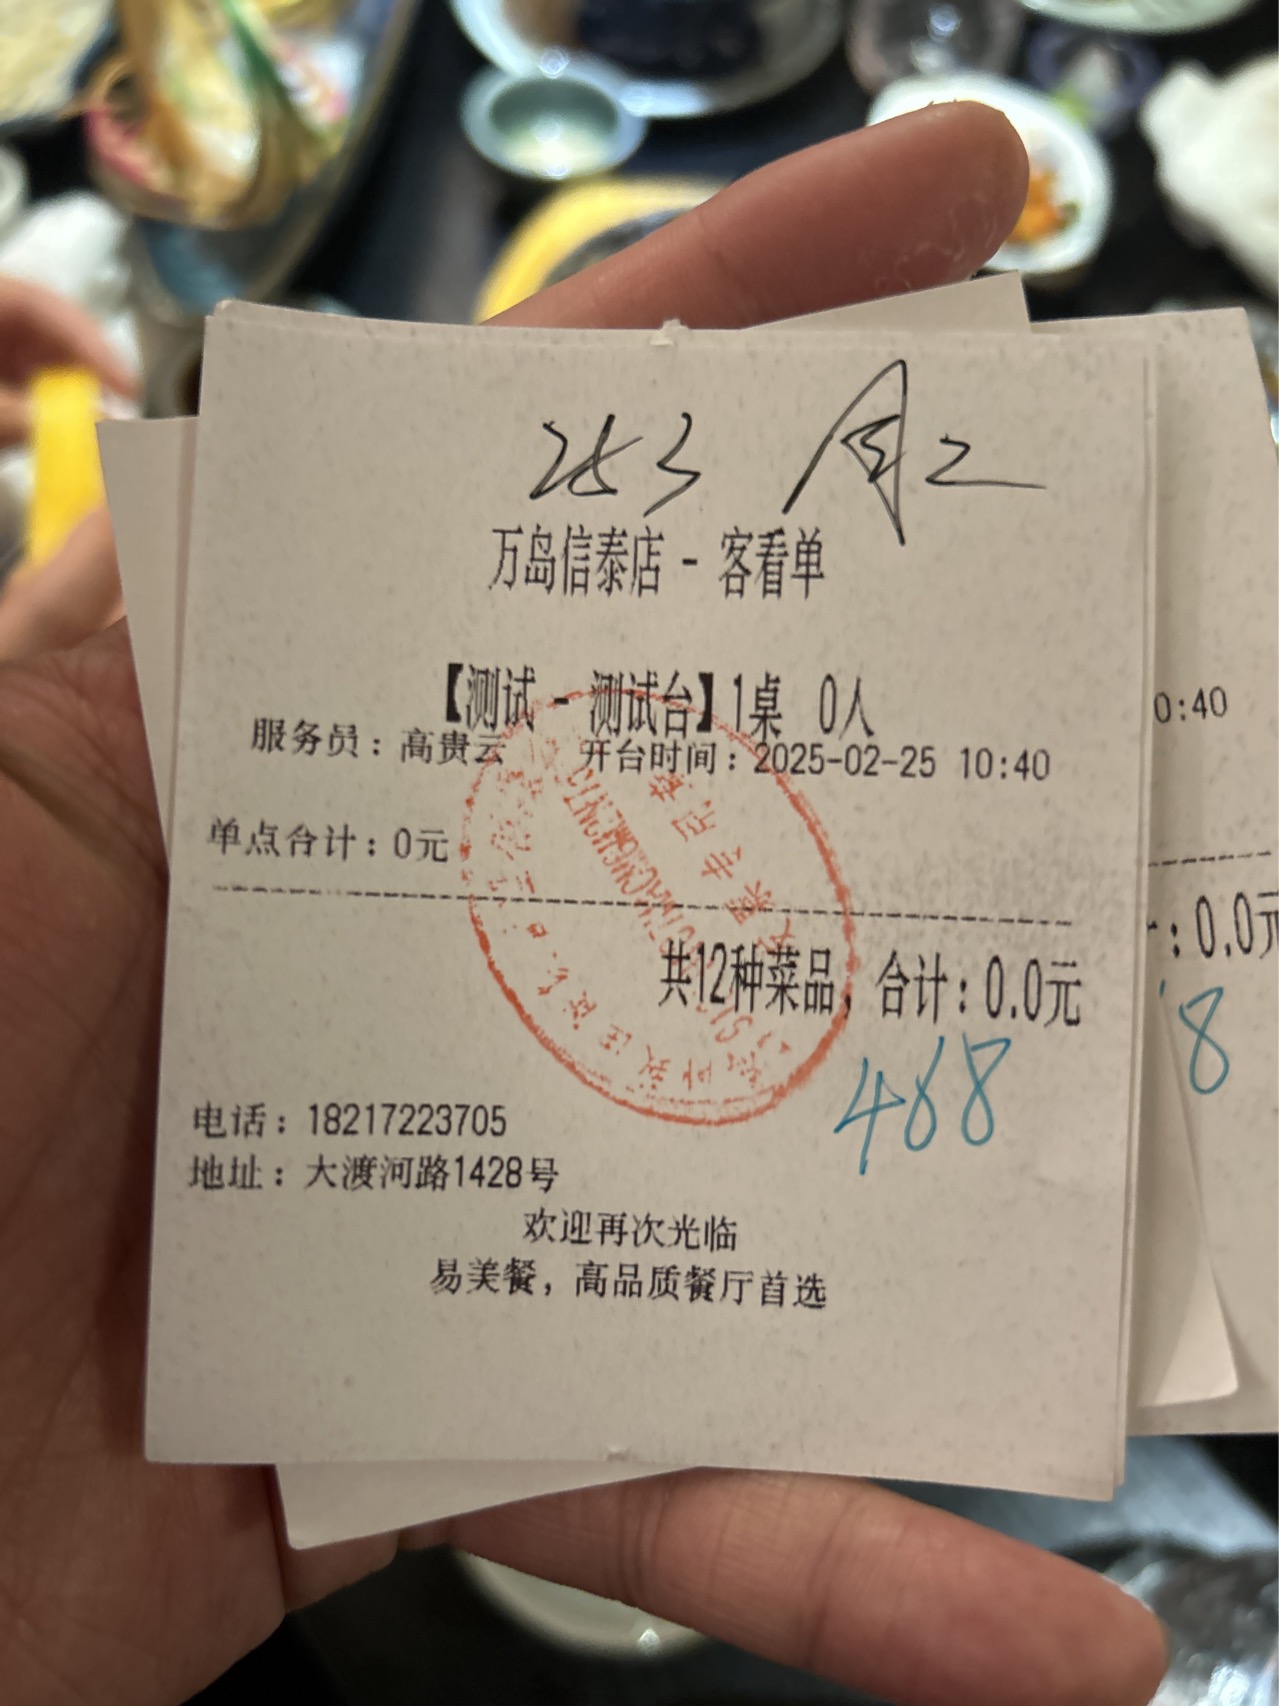 万岛信泰店 - 客看单
【测试 - 测试台】1桌 0人
服务员：高贵云 开台时间：2025-02-25 10:40
0:40
单点合计：0元
共12种菜品，合计：0.0元
：0.0元
468
8
电话：18217223705
地址：大渡河路1428号
欢迎再次光临
易美餐，高品质餐厅首选